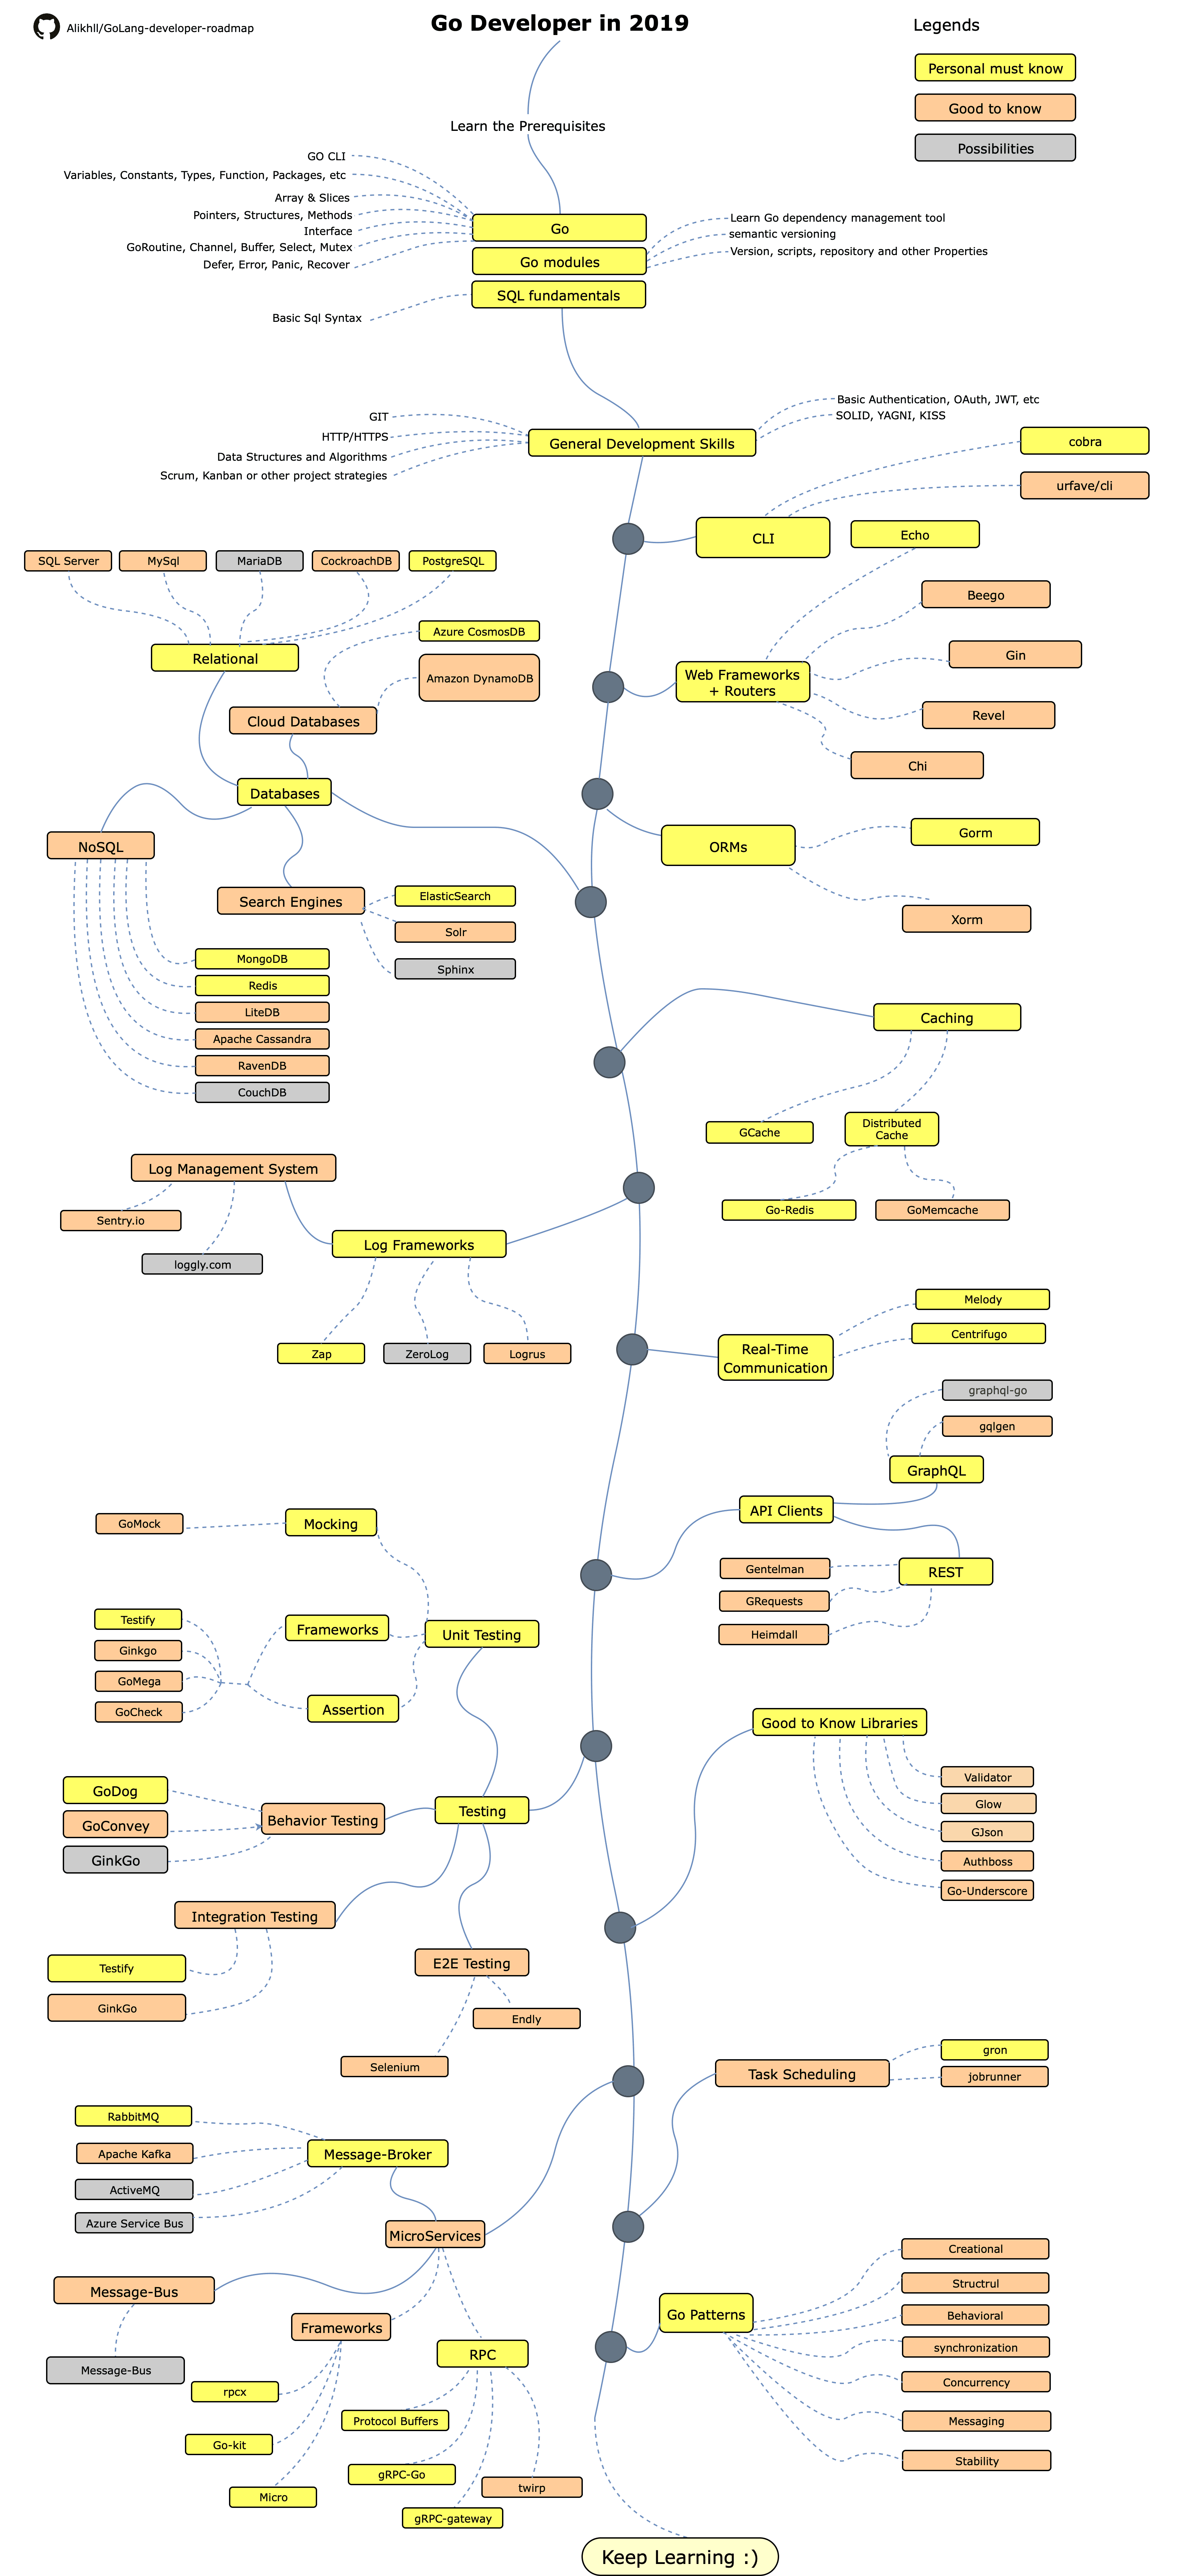 Alikhll/GoLang-developer-roadmap
Go Developer in 2019
Legends
Personal must know
Good to know
Possibilities
Learn the Prerequisites
GO CLI
Variables, Constants, Types, Function, Packages, etc
Array & Slices
Pointers, Structures, Methods
Interface
GoRoutine, Channel, Buffer, Select, Mutex
Defer, Error, Panic, Recover
Go
Go modules
SQL fundamentals
Learn Go dependency management tool
semantic versioning
Version, scripts, repository and other Properties
Basic Sql Syntax
GIT
HTTP/HTTPS
Data Structures and Algorithms
Scrum, Kanban or other project strategies
General Development Skills
Basic Authentication, OAuth, JWT, etc
SOLID, YAGNI, KISS
cobra
urfave/cli
CLI
Echo
Beego
Gin
Revel
Chi
Web Frameworks
+ Routers
SQL Server
MySql
MariaDB
CockroachDB
PostgreSQL
Relational
Azure CosmosDB
Amazon DynamoDB
Cloud Databases
Databases
NoSQL
Search Engines
ElasticSearch
Solr
Sphinx
MongoDB
Redis
LiteDB
Apache Cassandra
RavenDB
CouchDB
ORMs
Gorm
Xorm
Caching
GCache
Distributed
Cache
Go-Redis
GoMemcache
Log Management System
Sentry.io
loggly.com
Log Frameworks
Zap
ZeroLog
Logrus
Real-Time
Communication
Melody
Centrifugo
graphql-go
gqlgen
GraphQL
API Clients
REST
Gentelman
GRequests
Heimdall
GoMock
Mocking
Testify
Ginkgo
GoMega
GoCheck
Frameworks
Assertion
Unit Testing
Good to Know Libraries
Validator
Glow
GJson
Authboss
Go-Underscore
GoDog
GoConvey
GinkGo
Behavior Testing
Testing
Integration Testing
Testify
GinkGo
E2E Testing
Endly
Selenium
Task Scheduling
gron
jobrunner
RabbitMQ
Apache Kafka
ActiveMQ
Azure Service Bus
Message-Broker
MicroServices
Message-Bus
Message-Bus
Frameworks
rpcx
Go-kit
Micro
RPC
Protocol Buffers
gRPC-Go
twirp
gRPC-gateway
Go Patterns
Creational
Structrul
Behavioral
synchronization
Concurrency
Messaging
Stability
Keep Learning :)